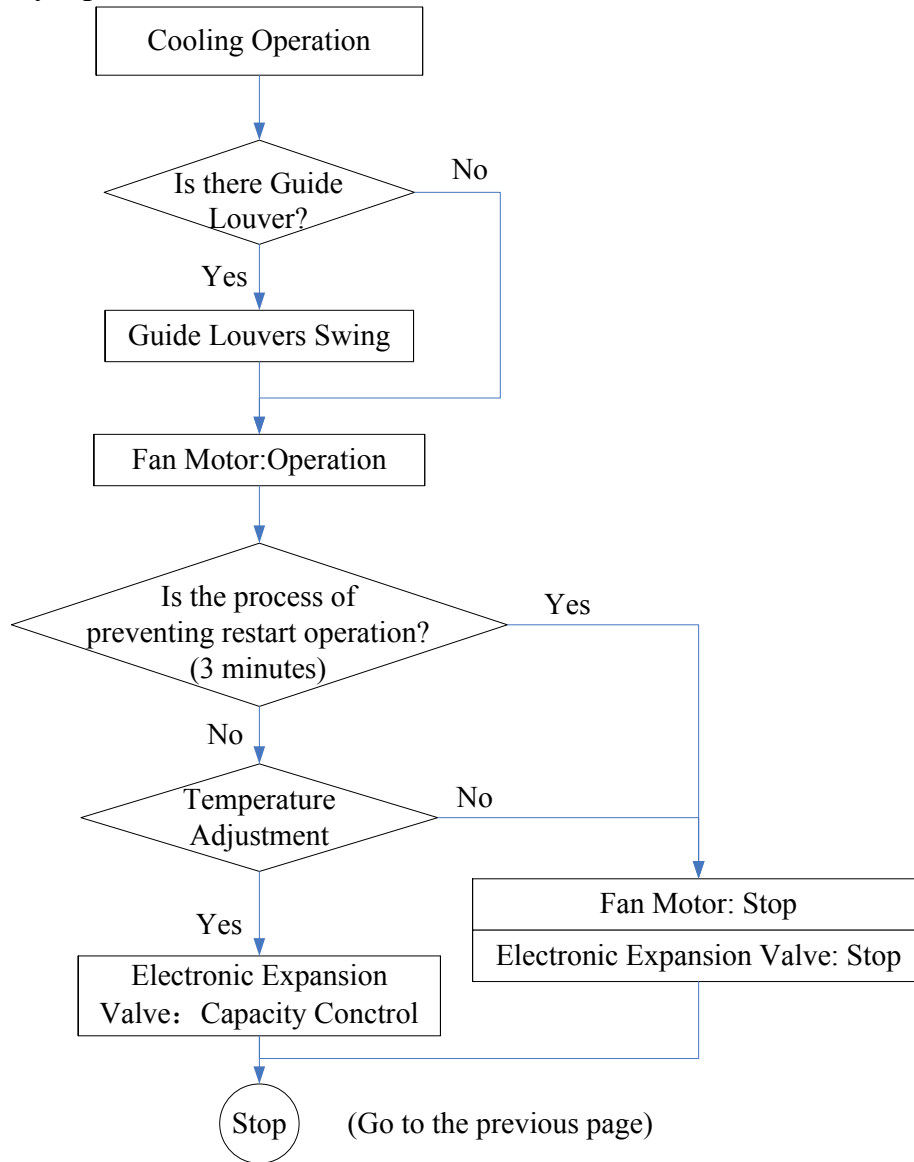 Cooling Operation
No
Is there Guide
Louver?
Yes
Guide Louvers Swing
Fan Motor:Operation
Is the process of
preventing restart operation?
(3 minutes)
Yes
No
Temperature
Adjustment
No
Yes
Fan Motor: Stop
Electronic Expansion Valve: Stop
Electronic Expansion
Valve：Capacity Conctrol
Stop
(Go to the previous page)